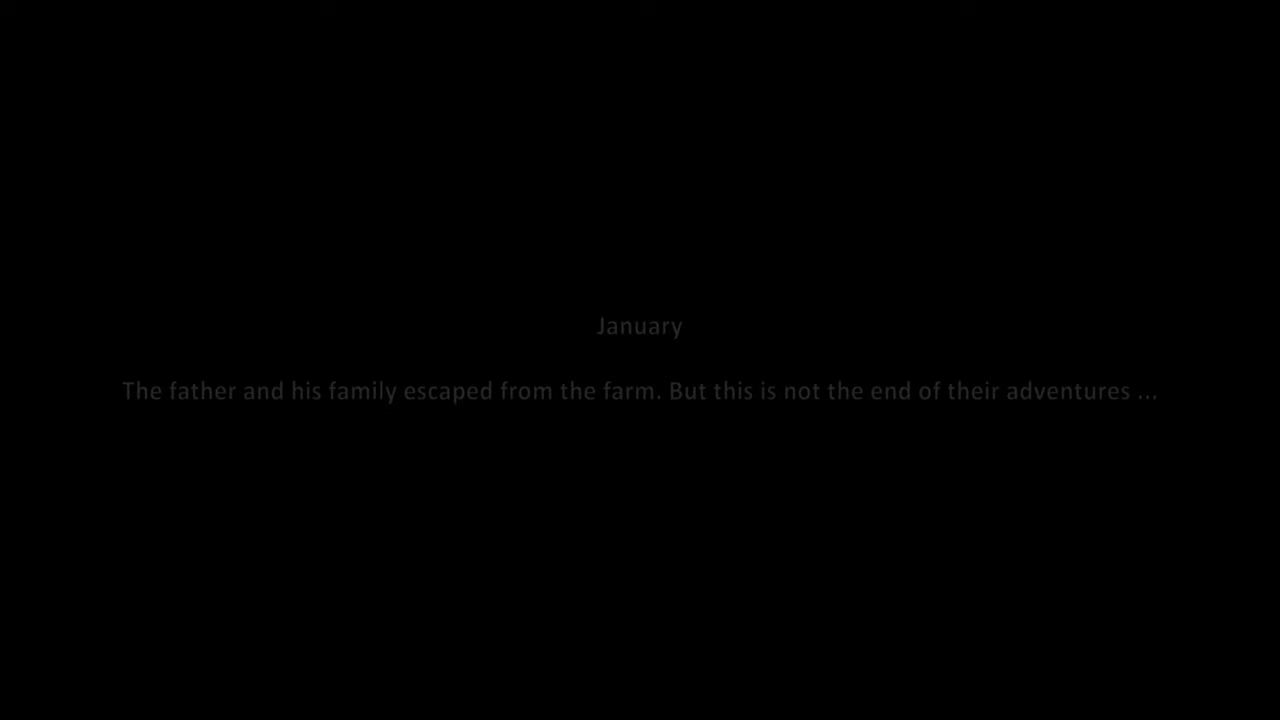 January
The father and his family escaped from the farm. But this is not the end of their adventures ...